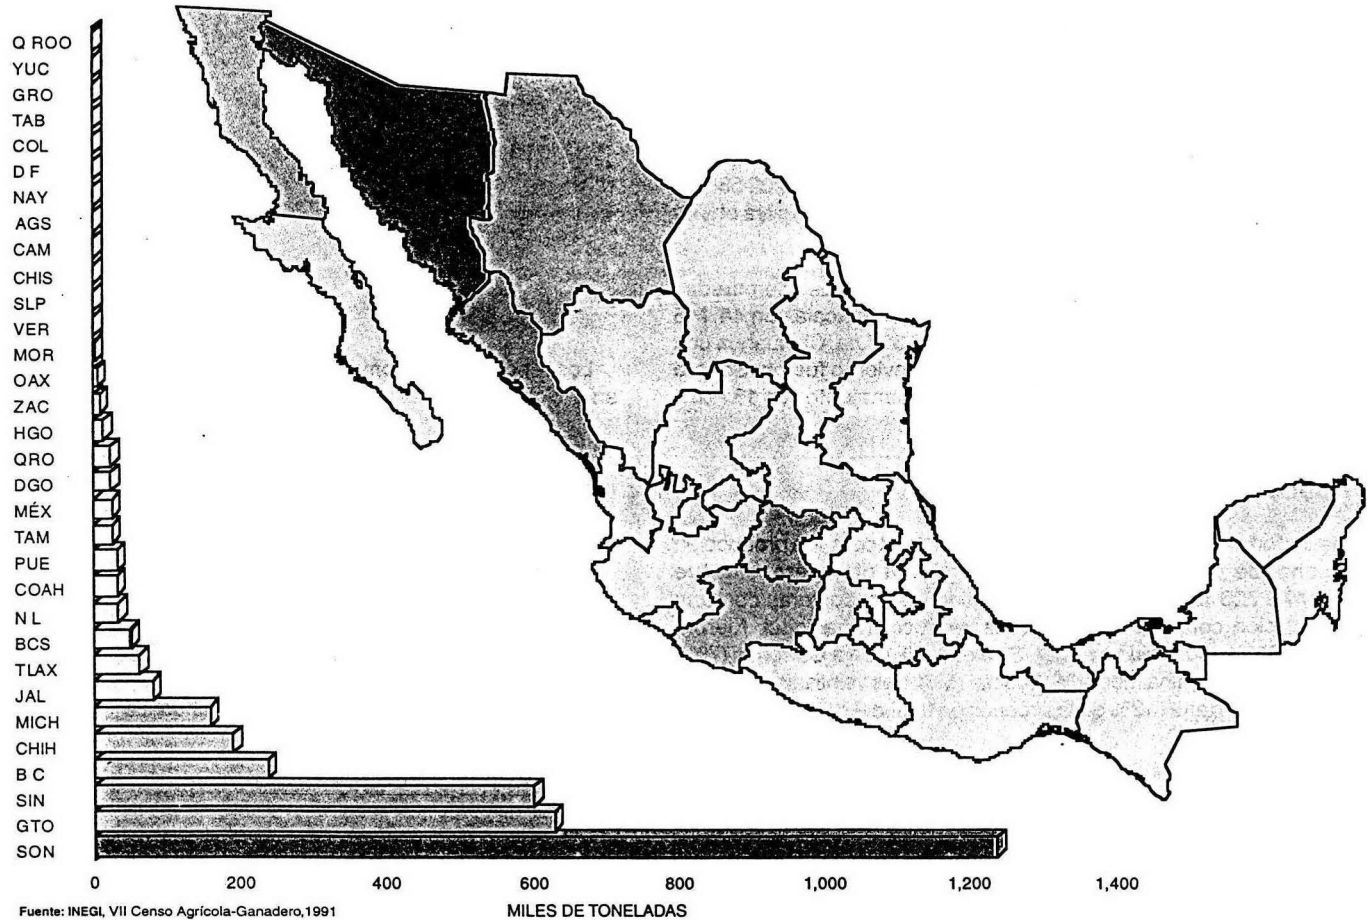 Q ROO
YUC
GRO
TAB
COL
D F
NAY
AGS
CAM
CHIS
SLP
VER
MOR
OAX
ZAC
HGO
QRO
DGO
MÉX
TAM
PUE
COAH
N L
BCS
TLAX
JAL
MICH
CHIH
B C
SIN
GTO
SON
0 200 400 600 800 1,000 1,200 1,400
Fuente: INEGI, VII Censo Agrícola-Ganadero,1991
MILES DE TONELADAS